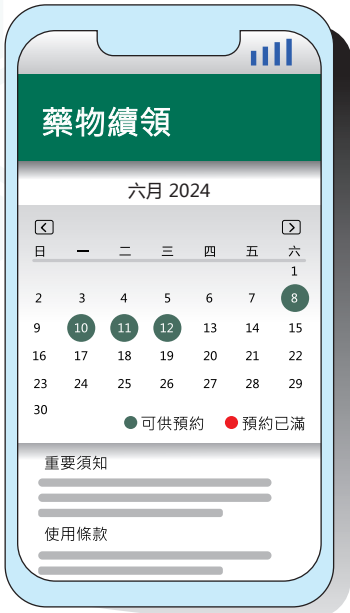 藥物續領
六月 2024
日 一 二 三 四 五 六
1
2 3 4 5 6 7 8
9 10 11 12 13 14 15
16 17 18 19 20 21 22
23 24 25 26 27 28 29
30
可供預約 預約已滿
重要須知
使用條款